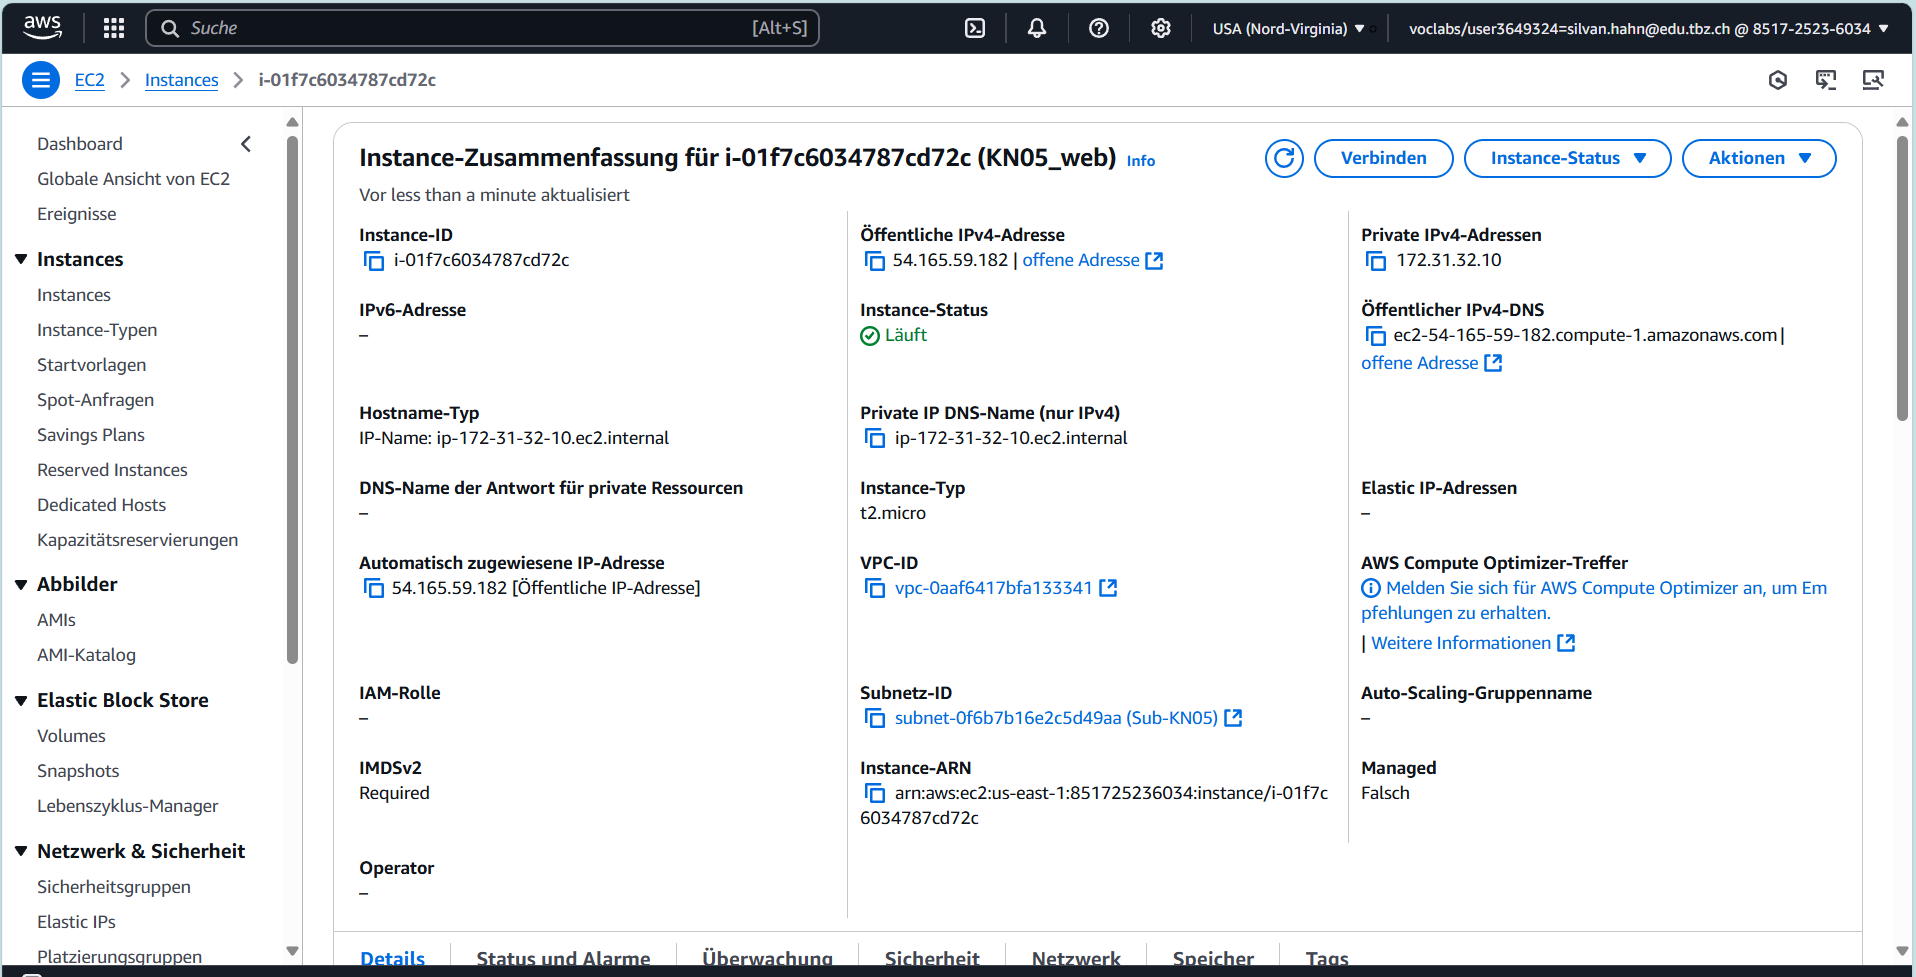 aws
Suche
[Alt+S]
USA (Nord-Virginia)
voclabs/user3649324=silvan.hahn@edu.tbz.ch @ 8517-2523-6034
EC2
Instances
i-01f7c6034787cd72c
Dashboard
Globale Ansicht von EC2
Ereignisse
Instances
Instances
Instance-Typen
Startvorlagen
Spot-Anfragen
Savings Plans
Reserved Instances
Dedicated Hosts
Kapazitätsreservierungen
Abbilder
AMIs
AMI-Katalog
Elastic Block Store
Volumes
Snapshots
Lebenszyklus-Manager
Netzwerk & Sicherheit
Sicherheitsgruppen
Elastic IPs
Platzierungsgruppen
Instance-Zusammenfassung für i-01f7c6034787cd72c (KN05_web) Info
Verbinden
Instance-Status
Aktionen
Vor less than a minute aktualisiert
Instance-ID
i-01f7c6034787cd72c
Öffentliche IPv4-Adresse
54.165.59.182 | offene Adresse
Private IPv4-Adressen
172.31.32.10
IPv6-Adresse
–
Instance-Status
Läuft
Öffentlicher IPv4-DNS
ec2-54-165-59-182.compute-1.amazonaws.com |
offene Adresse
Hostname-Typ
IP-Name: ip-172-31-32-10.ec2.internal
Private IP DNS-Name (nur IPv4)
ip-172-31-32-10.ec2.internal
DNS-Name der Antwort für private Ressourcen
–
Instance-Typ
t2.micro
Elastic IP-Adressen
–
Automatisch zugewiesene IP-Adresse
54.165.59.182 [Öffentliche IP-Adresse]
VPC-ID
vpc-0aaf6417bfa133341
AWS Compute Optimizer-Treffer
Melden Sie sich für AWS Compute Optimizer an, um Em
pfehlungen zu erhalten.
| Weitere Informationen
IAM-Rolle
–
Subnetz-ID
subnet-0f6b7b16e2c5d49aa (Sub-KN05)
Auto-Scaling-Gruppenname
–
IMDSv2
Required
Instance-ARN
arn:aws:ec2:us-east-1:851725236034:instance/i-01f7c
6034787cd72c
Managed
Falsch
Operator
–
Details
Status und Alarme
Überwachung
Sicherheit
Netzwerk
Speicher
Tags